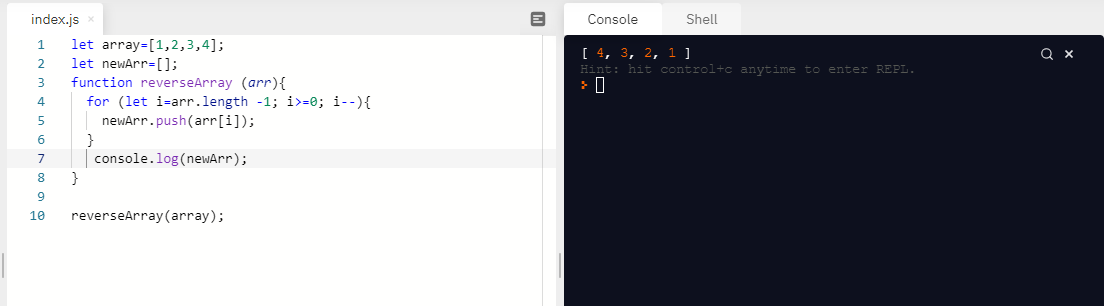 index.js ×
Console
Shell
1 let array=[1,2,3,4];
2 let newArr=[];
3 function reverseArray (arr){
4   for (let i=arr.length -1; i>=0; i--){
5     newArr.push(arr[i]);
6   }
7    console.log(newArr);
8 }
9
10 reverseArray(array);
[ 4, 3, 2, 1 ]
Hint: hit control+c anytime to enter REPL.